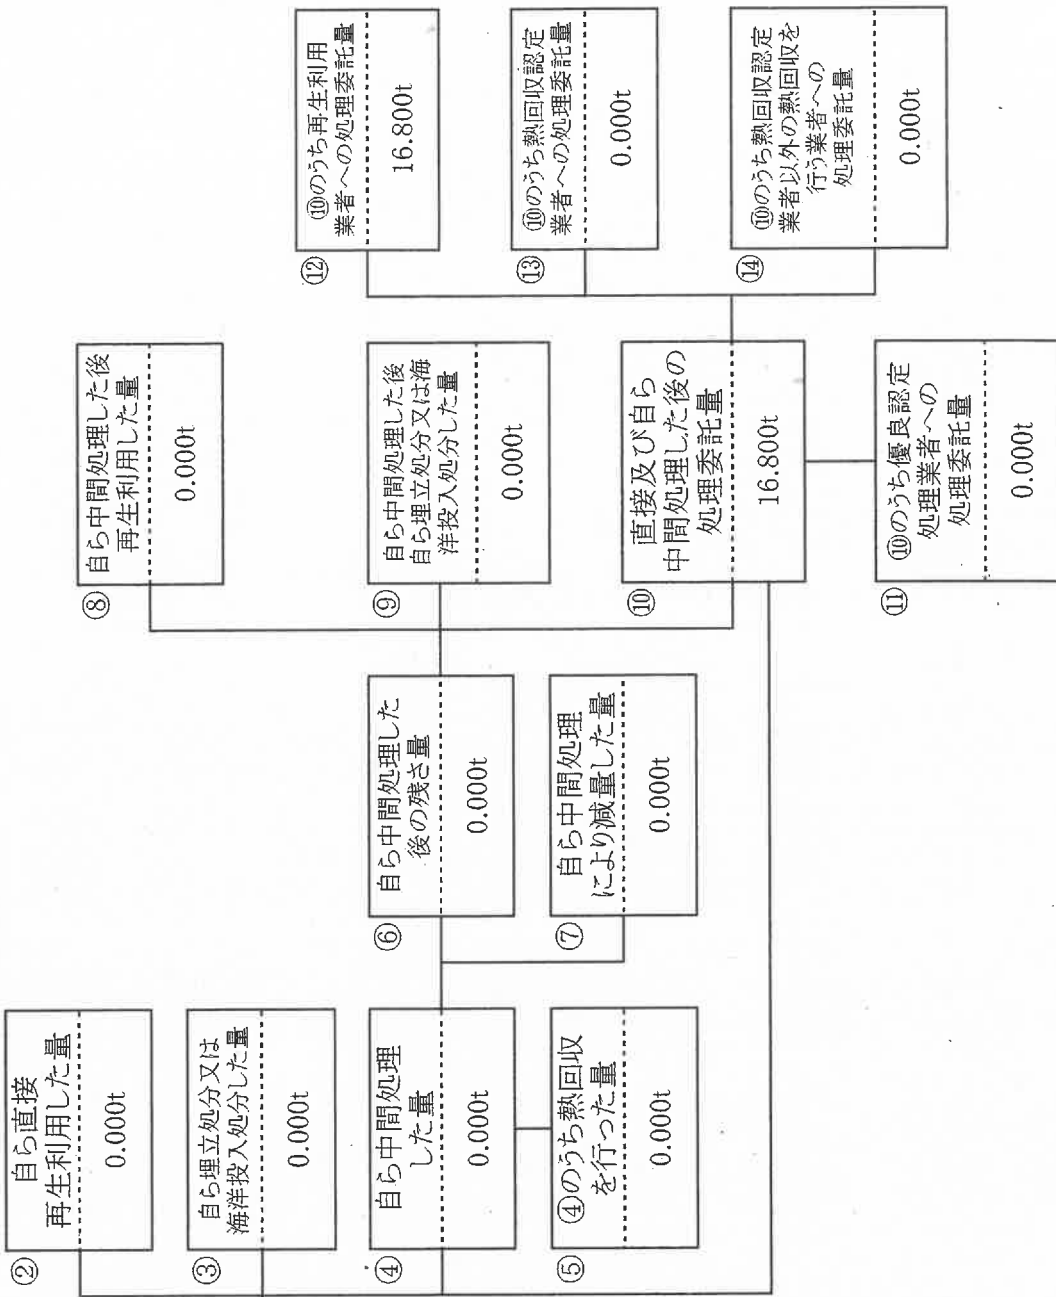 ②
自ら直接
再生利用した量
0.000t
③
自ら埋立処分又は
海洋投入処分した量
0.000t
④
自ら中間処理
した量
0.000t
⑤
④のうち熱回収
を行った量
0.000t
⑥
自ら中間処理した
後の残さ量
0.000t
⑦
自ら中間処理
により減量した量
0.000t
⑧
自ら中間処理した後
再生利用した量
0.000t
⑨
自ら中間処理した後
自ら埋立処分又は海
洋投入処分した量
0.000t
⑩
直接及び自ら
中間処理した後の
処理委託量
16.800t
⑪
⑩のうち優良認定
処理業者への
処理委託量
0.000t
⑫
⑩のうち再生利用
業者への処理委託量
16.800t
⑬
⑩のうち熱回収認定
業者への処理委託量
0.000t
⑭
⑩のうち熱回収認定
業者以外の熱回収を
行う業者への
処理委託量
0.000t